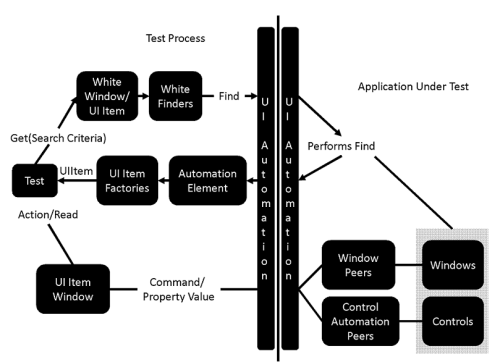 Test Process
Application Under Test
White
Window/
UI Item
White
Finders
Find
Get(Search Criteria)
Performs Find
Test
UIItem
UI Item
Factories
Automation
Element
UI Automation
UI Automation
Action/Read
UI Item
Window
Command/
Property Value
Window
Peers
Windows
Control
Automation
Peers
Controls